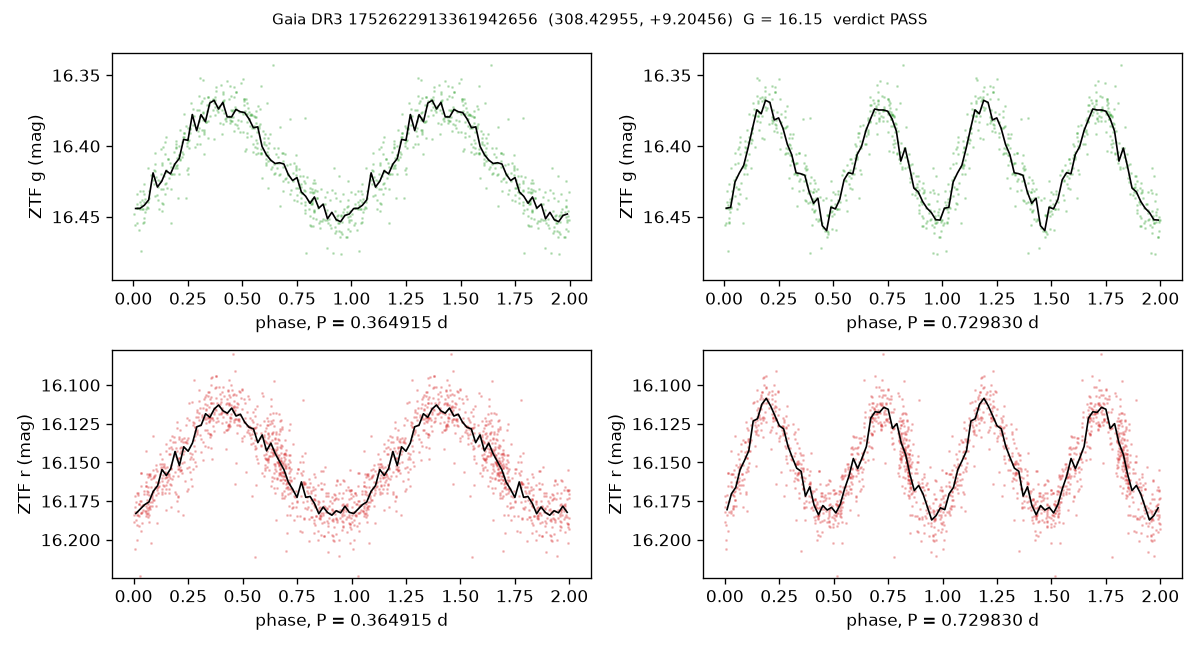 Gaia DR3 1752622913361942656 (308.42955, +9.20456) G = 16.15 verdict PASS
ZTF g (mag)
16.35
16.40
16.45
0.00 0.25 0.50 0.75 1.00 1.25 1.50 1.75 2.00
phase, P = 0.364915 d
ZTF g (mag)
16.35
16.40
16.45
0.00 0.25 0.50 0.75 1.00 1.25 1.50 1.75 2.00
phase, P = 0.729830 d
ZTF r (mag)
16.100
16.125
16.150
16.175
16.200
0.00 0.25 0.50 0.75 1.00 1.25 1.50 1.75 2.00
phase, P = 0.364915 d
ZTF r (mag)
16.100
16.125
16.150
16.175
16.200
0.00 0.25 0.50 0.75 1.00 1.25 1.50 1.75 2.00
phase, P = 0.729830 d